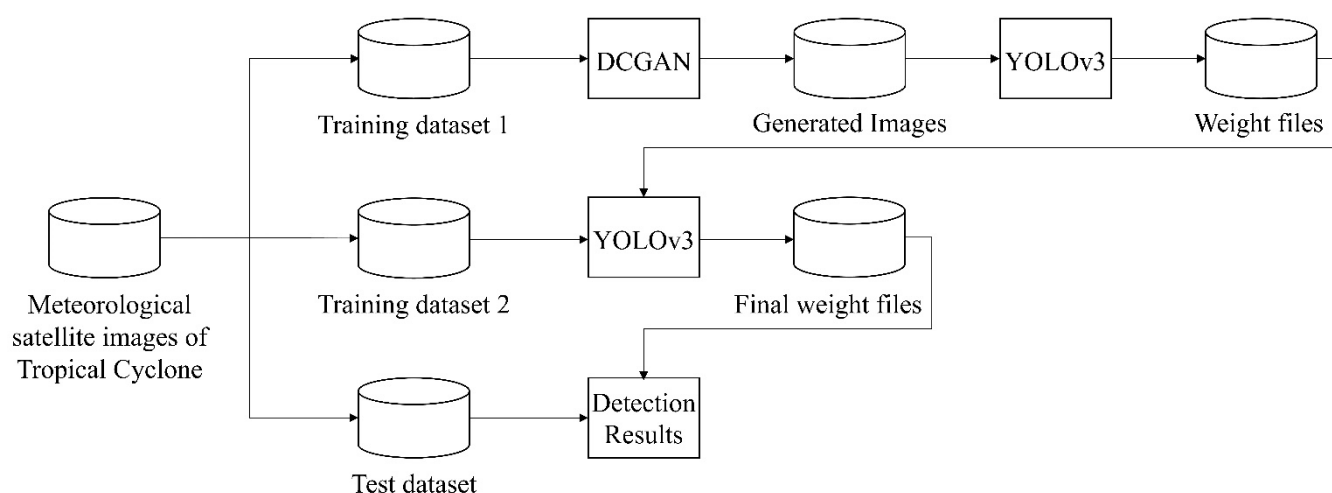 DCGAN
YOLOv3
Training dataset 1
Generated Images
Weight files
YOLOv3
Meteorological
satellite images of
Tropical Cyclone
Training dataset 2
Final weight files
Detection
Results
Test dataset